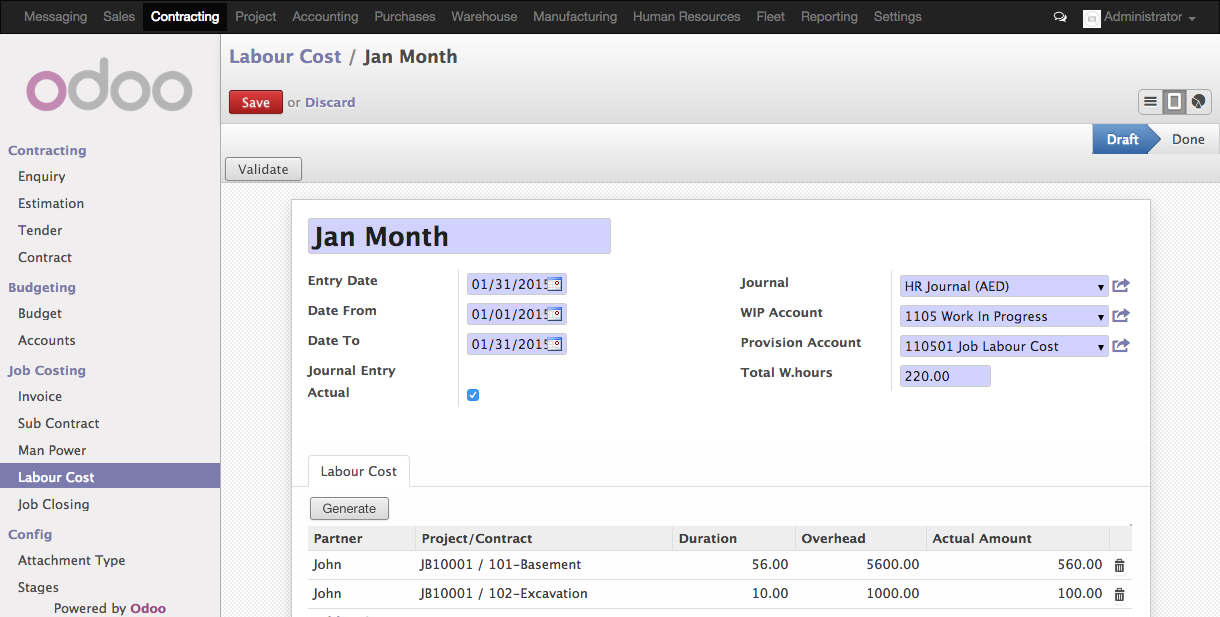 Messaging Sales Contracting Project Accounting Purchases Warehouse Manufacturing Human Resources Fleet Reporting Settings Administrator
odoo
Contracting
Enquiry
Estimation
Tender
Contract
Budgeting
Budget
Accounts
Job Costing
Invoice
Sub Contract
Man Power
Labour Cost
Job Closing
Config
Attachment Type
Stages
Powered by Odoo
Labour Cost / Jan Month
Save or Discard
Draft Done
Validate
Jan Month
Entry Date 01/31/2015
Date From 01/01/2015
Date To 01/31/2015
Journal Entry
Actual
Journal HR Journal (AED)
WIP Account 1105 Work In Progress
Provision Account 110501 Job Labour Cost
Total W.hours 220.00
Labour Cost
Generate
Partner Project/Contract Duration Overhead Actual Amount
John JB10001 / 101-Basement 56.00 5600.00 560.00
John JB10001 / 102-Excavation 10.00 1000.00 100.00